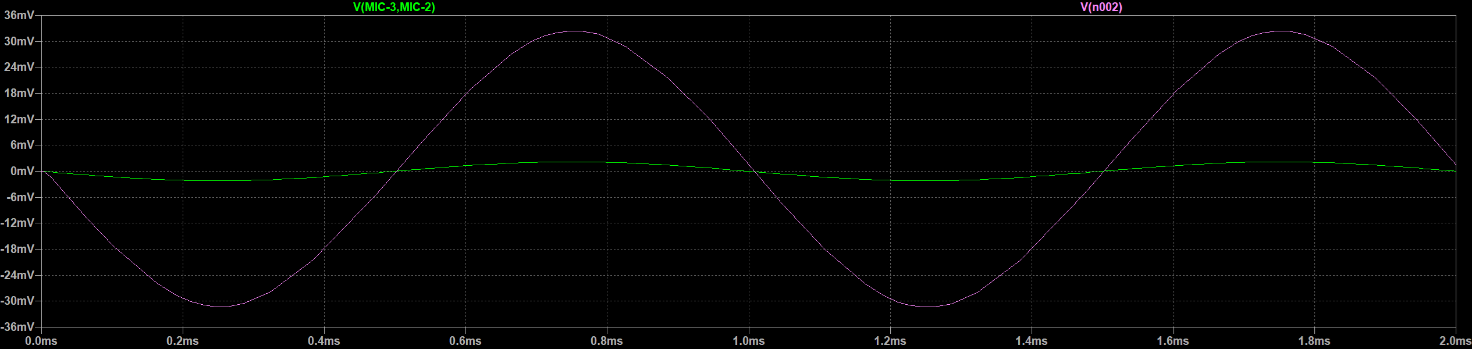 V(MIC-3,MIC-2) V(n002)
36mV
30mV
24mV
18mV
12mV
6mV
0mV
-6mV
-12mV
-18mV
-24mV
-30mV
-36mV
0.0ms 0.2ms 0.4ms 0.6ms 0.8ms 1.0ms 1.2ms 1.4ms 1.6ms 1.8ms 2.0ms